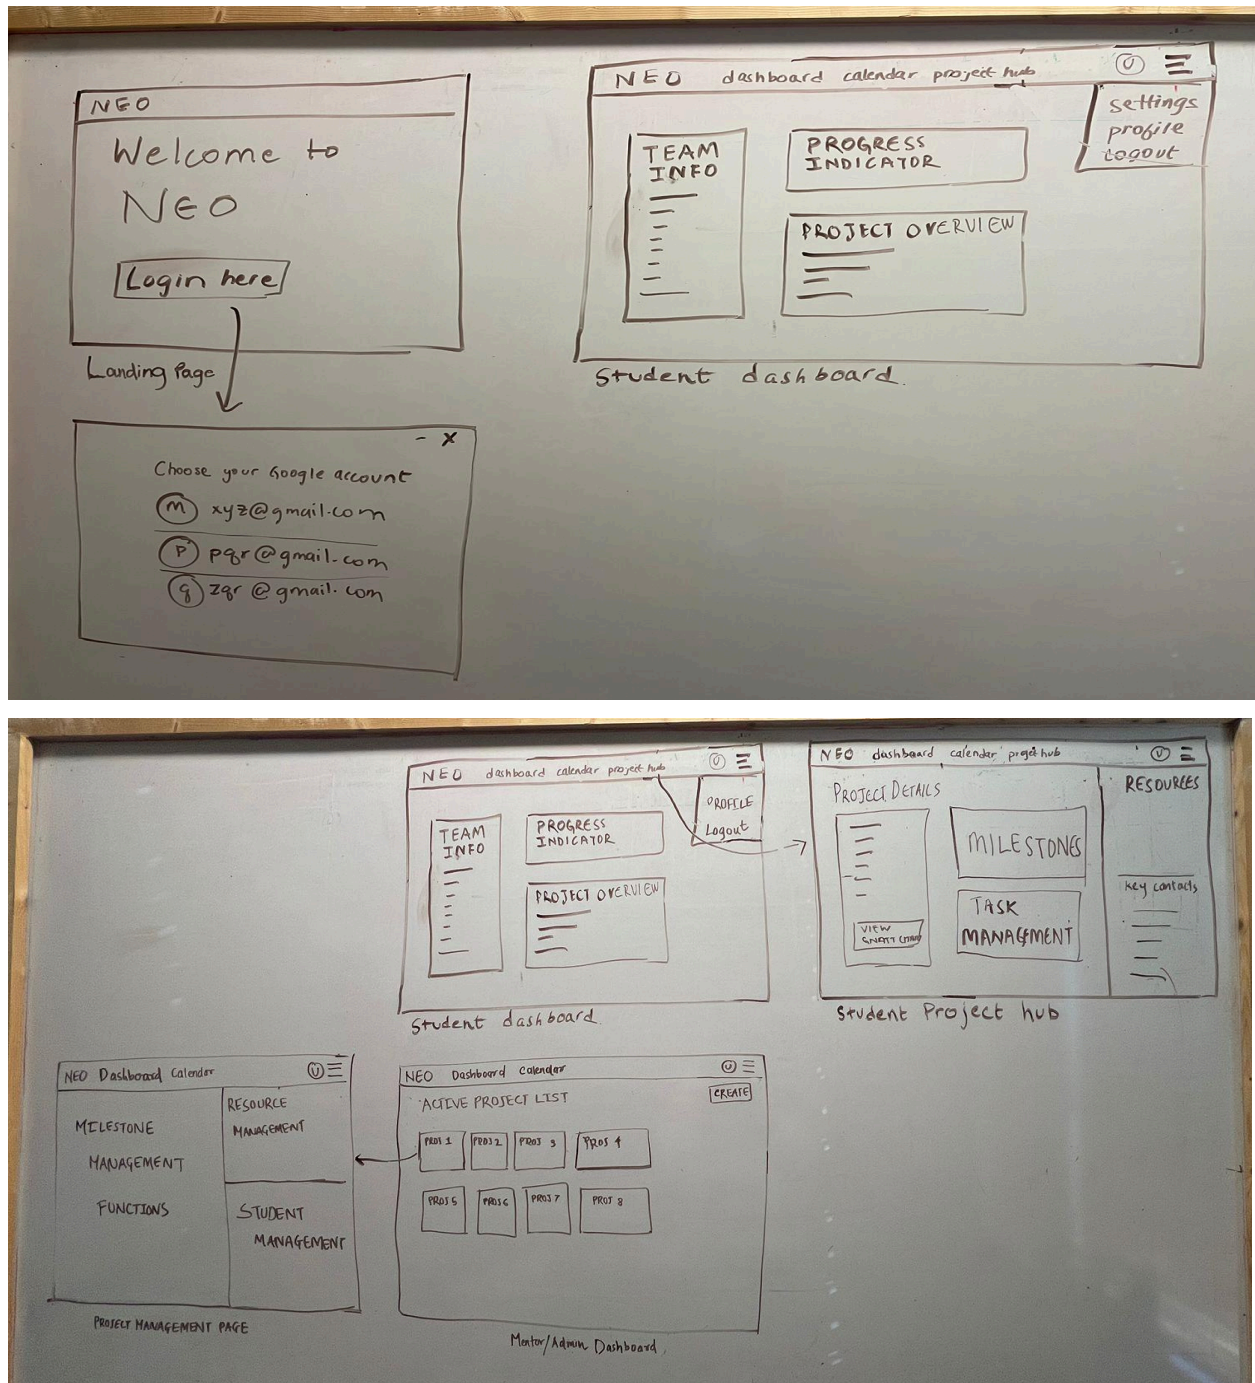 NEO
Welcome to
NEO
Login here
Landing Page
- X
Choose your Google account
M xyz@gmail.com
P pqr@gmail.com
q zqr@gmail.com
NEO dashboard calendar project hub U
settings
profile
Logout
TEAM
INFO
PROGRESS
INDICATOR
PROJECT OVERVIEW
Student dashboard.
NEO dashboard calendar project hub U
PROFILE
Logout
TEAM
INFO
PROGRESS
INDICATOR
PROJECT OVERVIEW
Student dashboard.
NEO dashboard calendar projet hub U
PROJECT DETAILS
VIEW
MILESTONES
TASK
MANAGEMENT
RESOURCES
Key contacts
Student Project hub
NEO Dashboard Calendar U
MILESTONE
MANAGEMENT
FUNCTIONS
RESOURCE
MANAGEMENT
STUDENT
MANAGEMENT
PROJECT MANAGEMENT PAGE
NEO Dashboard Calendar U
ACTIVE PROJECT LIST
CREATE
PROJ 1 PROJ 2 PROJ 3 PROJ 4
PROJ 5 PROJ 6 PROJ 7 PROJ 8
Mentor/Admin Dashboard